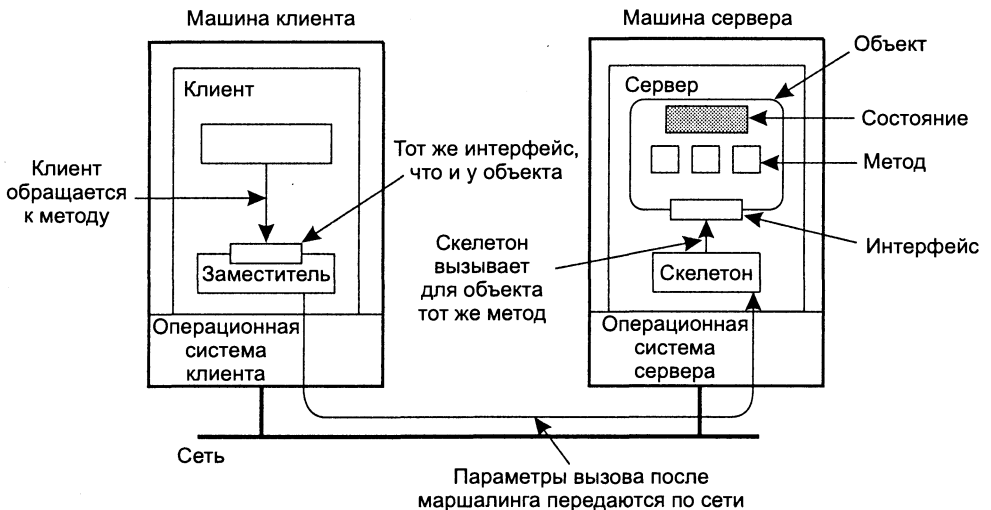 Машина клиента
Машина сервера
Клиент
Клиент
обращается
к методу
Тот же интерфейс,
что и у объекта
Заместитель
Операционная
система
клиента
Сервер
Объект
Состояние
Метод
Интерфейс
Скелетон
вызывает
для объекта
тот же метод
Скелетон
Операционная
система
сервера
Сеть
Параметры вызова после
маршалинга передаются по сети